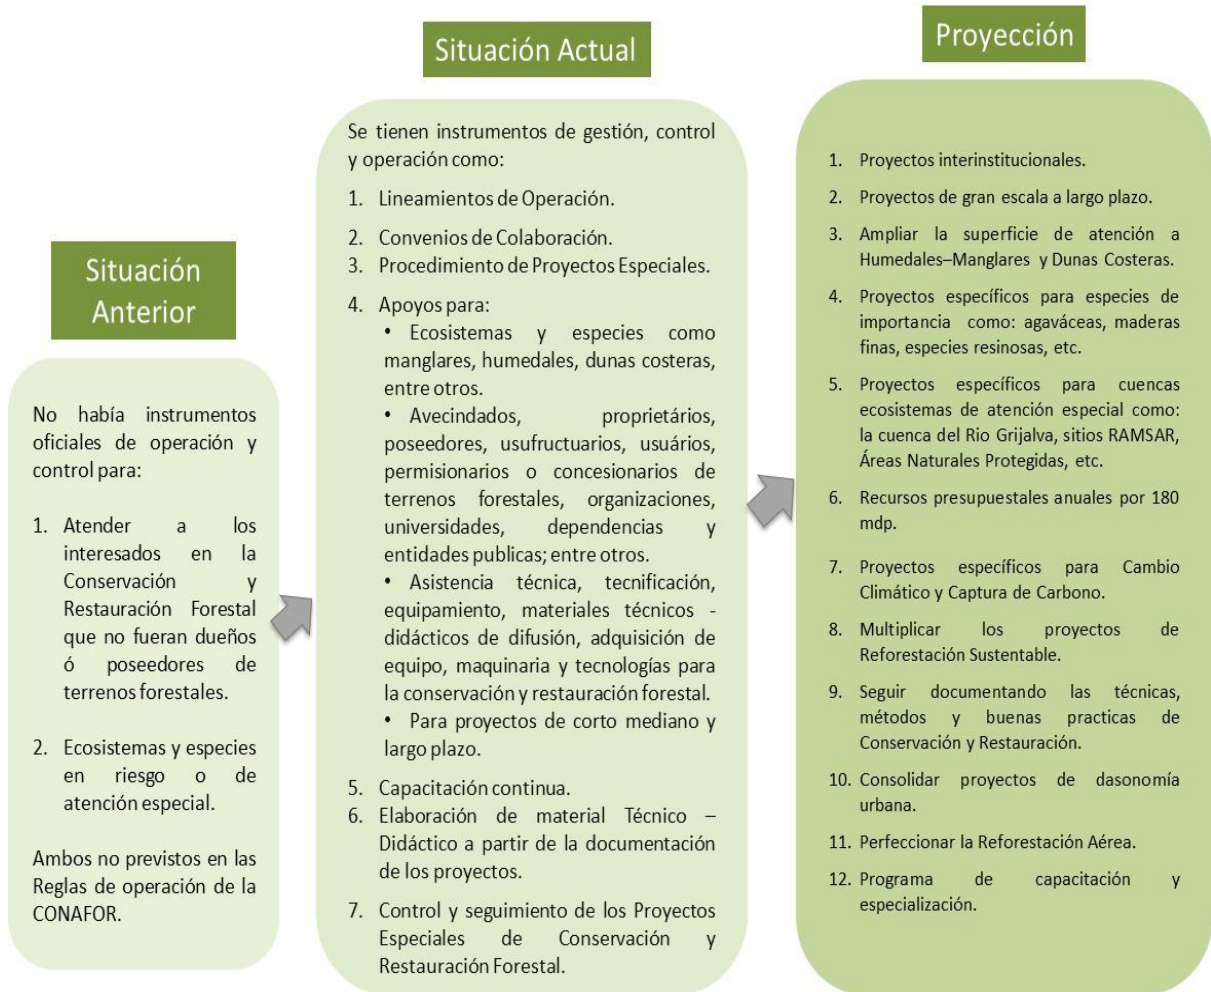 Situación
Anterior
No había instrumentos
oficiales de operación y
control para:
1. Atender a los
interesados en la
Conservación y
Restauración Forestal
que no fueran dueños
ó poseedores de
terrenos forestales.
2. Ecosistemas y especies
en riesgo o de
atención especial.
Ambos no previstos en las
Reglas de operación de la
CONAFOR.
Situación Actual
Se tienen instrumentos de gestión, control
y operación como:
1. Lineamientos de Operación.
2. Convenios de Colaboración.
3. Procedimiento de Proyectos Especiales.
4. Apoyos para:
• Ecosistemas y especies como
manglares, humedales, dunas costeras,
entre otros.
• Avecindados, proprietários,
poseedores, usufructuarios, usuários,
permisionarios o concesionarios de
terrenos forestales, organizaciones,
universidades, dependencias y
entidades publicas; entre otros.
• Asistencia técnica, tecnificación,
equipamiento, materiales técnicos -
didácticos de difusión, adquisición de
equipo, maquinaria y tecnologías para
la conservación y restauración forestal.
• Para proyectos de corto mediano y
largo plazo.
5. Capacitación continua.
6. Elaboración de material Técnico –
Didáctico a partir de la documentación
de los proyectos.
7. Control y seguimiento de los Proyectos
Especiales de Conservación y
Restauración Forestal.
Proyección
1. Proyectos interinstitucionales.
2. Proyectos de gran escala a largo plazo.
3. Ampliar la superficie de atención a
Humedales–Manglares y Dunas Costeras.
4. Proyectos específicos para especies de
importancia como: agaváceas, maderas
finas, especies resinosas, etc.
5. Proyectos específicos para cuencas
ecosistemas de atención especial como:
la cuenca del Rio Grijalva, sitios RAMSAR,
Áreas Naturales Protegidas, etc.
6. Recursos presupuestales anuales por 180
mdp.
7. Proyectos específicos para Cambio
Climático y Captura de Carbono.
8. Multiplicar los proyectos de
Reforestación Sustentable.
9. Seguir documentando las técnicas,
métodos y buenas practicas de
Conservación y Restauración.
10. Consolidar proyectos de dasonomía
urbana.
11. Perfeccionar la Reforestación Aérea.
12. Programa de capacitación y
especialización.